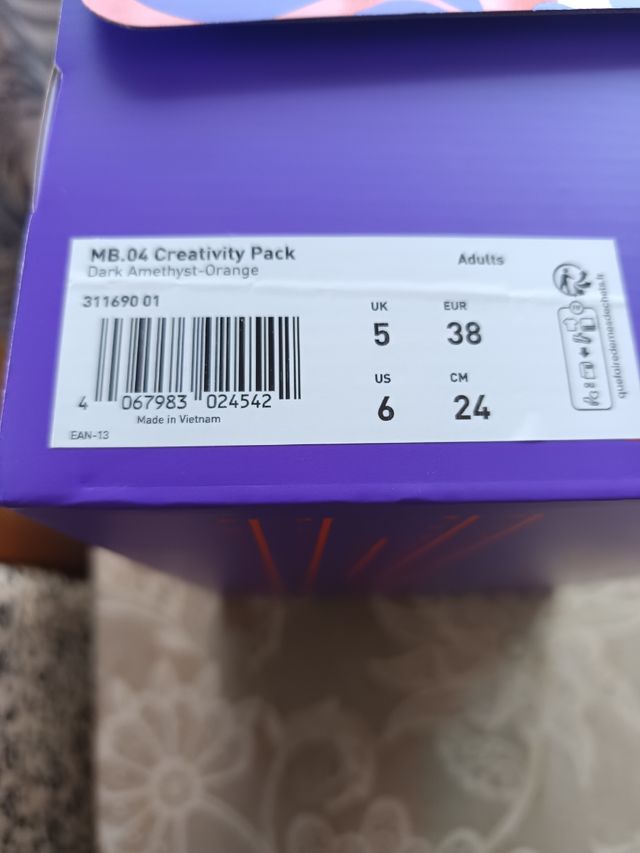 MB.04 Creativity Pack
Dark Amethyst-Orange
Adults
311690 01
UK
EUR
5
38
US
CM
6
24
4 067983 024542
Made in Vietnam
EAN-13
quefairedemesdechets.fr